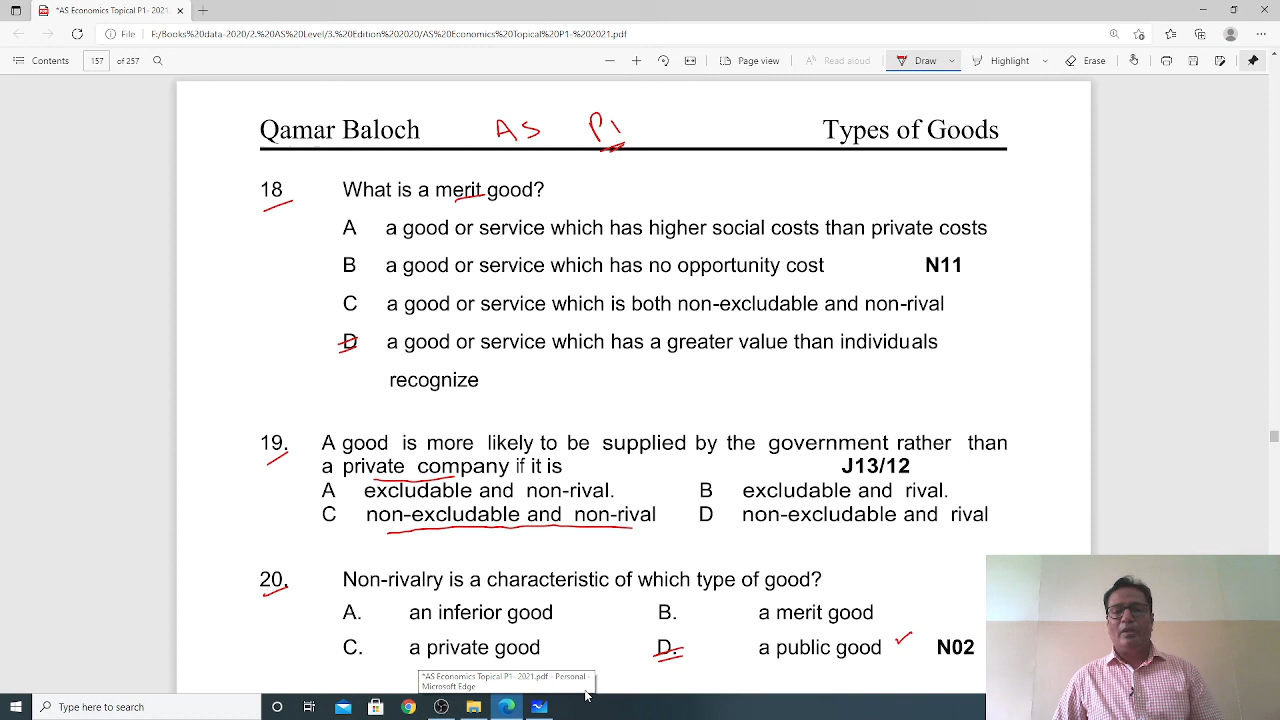 *AS Economics Topical P1- 2021
File F:/Books data-2020/2.AS Level/3.Edition202020/AS%20Economics%20Topical%20P1-%202021.pdf
Contents 157 of 257 Page view Read aloud Draw Highlight Erase
Qamar Baloch AS P1 Types of Goods
18 What is a merit good?
A a good or service which has higher social costs than private costs
B a good or service which has no opportunity cost N11
C a good or service which is both non-excludable and non-rival
D a good or service which has a greater value than individuals
recognize
19. A good is more likely to be supplied by the government rather than
a private company if it is J13/12
A excludable and non-rival. B excludable and rival.
C non-excludable and non-rival D non-excludable and rival
20. Non-rivalry is a characteristic of which type of good?
A. an inferior good B. a merit good
C. a private good D. a public good N02
*AS Economics Topical P1- 2021.pdf - Personal -
Microsoft Edge
Type here to search